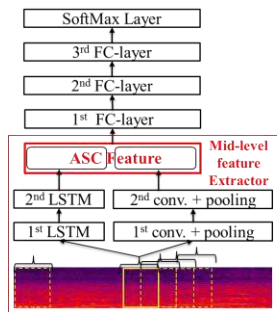 SoftMax Layer
3rd FC-layer
2nd FC-layer
1st FC-layer
ASC Feature
Mid-level
feature
Extractor
2nd LSTM
2nd conv. + pooling
1st LSTM
1st conv. + pooling